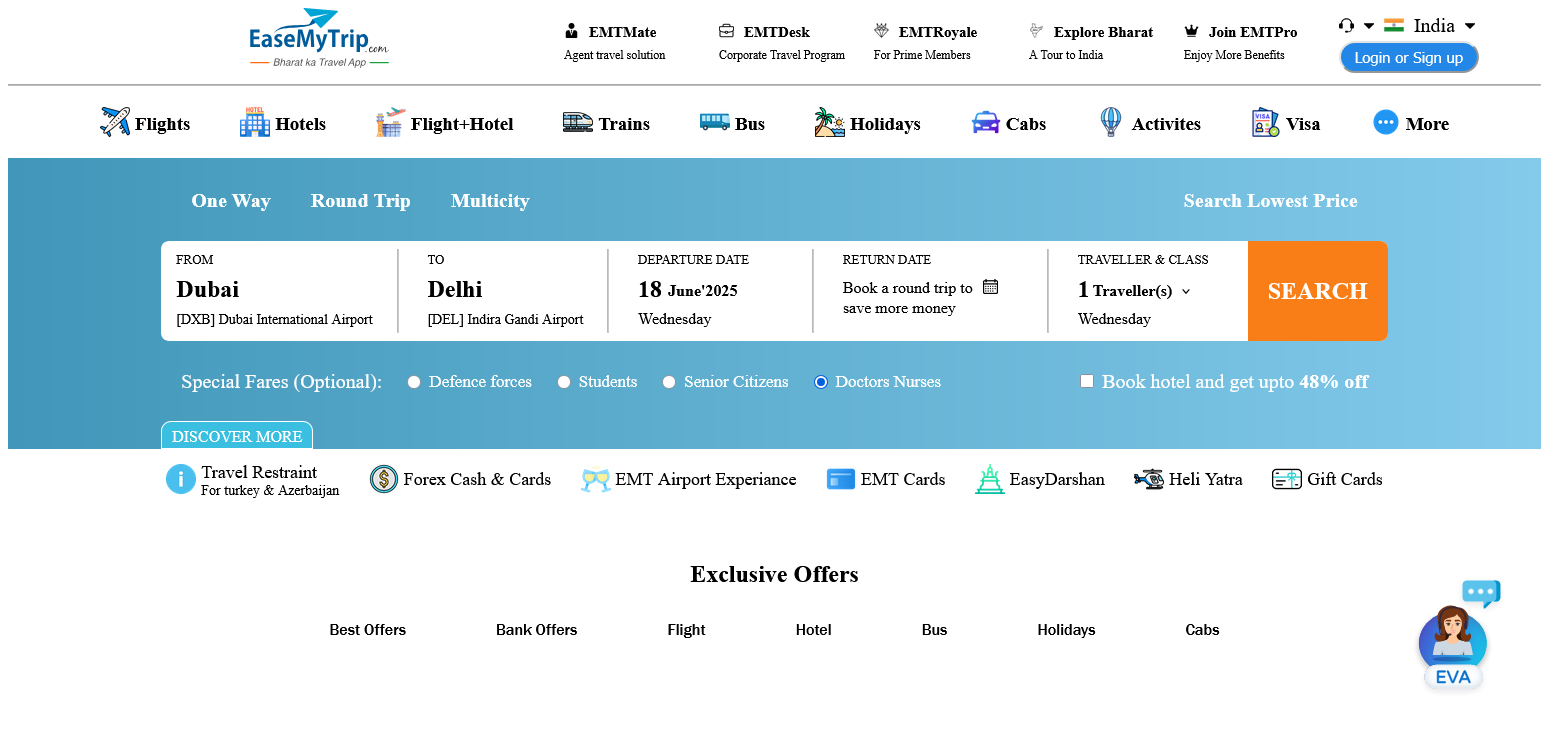 EaseMyTrip.com
Bharat ka Travel App
EMTMate
Agent travel solution
EMTDesk
Corporate Travel Program
EMTRoyale
For Prime Members
Explore Bharat
A Tour to India
Join EMTPro
Enjoy More Benefits
India
Login or Sign up
Flights
HOTEL
Hotels
Flight+Hotel
Trains
Bus
Holidays
Cabs
Activites
VISA
Visa
More
One Way
Round Trip
Multicity
Search Lowest Price
FROM
Dubai
[DXB] Dubai International Airport
TO
Delhi
[DEL] Indira Gandi Airport
DEPARTURE DATE
18 June'2025
Wednesday
RETURN DATE
Book a round trip to
save more money
TRAVELLER & CLASS
1 Traveller(s)
Wednesday
SEARCH
Special Fares (Optional):
Defence forces
Students
Senior Citizens
Doctors Nurses
Book hotel and get upto 48% off
DISCOVER MORE
Travel Restraint
For turkey & Azerbaijan
Forex Cash & Cards
EMT Airport Experiance
EMT Cards
EasyDarshan
Heli Yatra
Gift Cards
Exclusive Offers
Best Offers
Bank Offers
Flight
Hotel
Bus
Holidays
Cabs
EVA